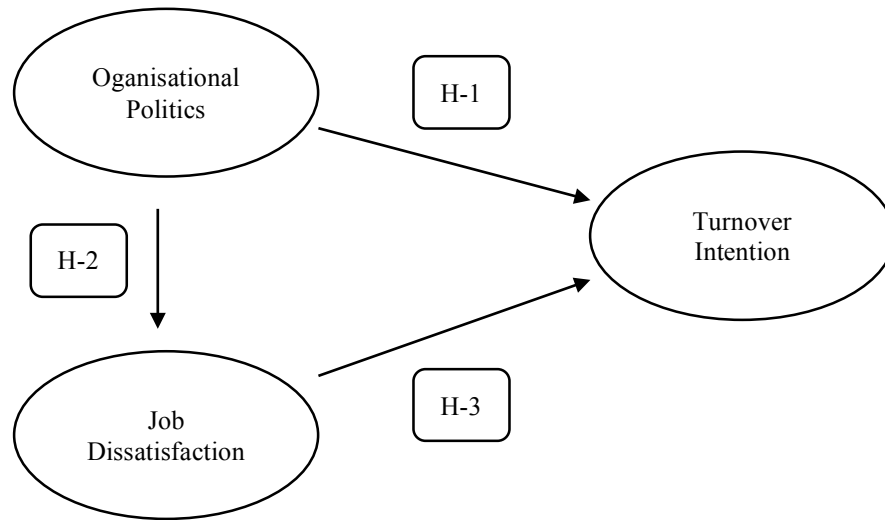 Oganisational
Politics
H-1
Turnover
Intention
H-2
Job
Dissatisfaction
H-3